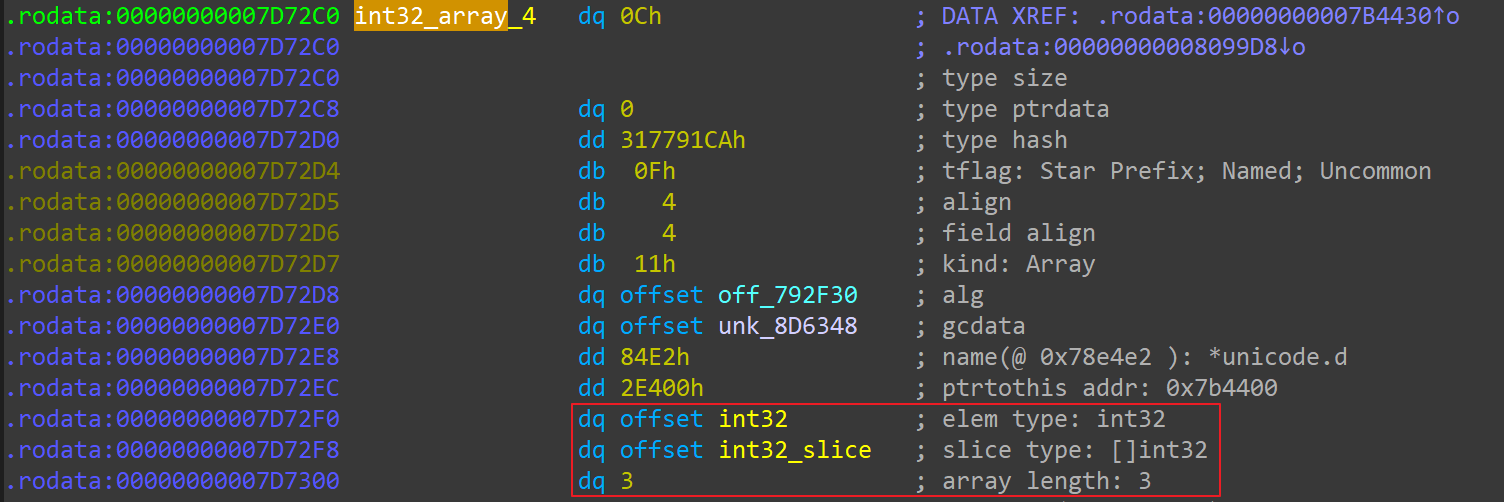 .rodata:00000000007D72C0 int32_array_4 dq 0Ch ; DATA XREF: .rodata:00000000007B4430↑o
.rodata:00000000007D72C0 ; .rodata:00000000008099D8↓o
.rodata:00000000007D72C0 ; type size
.rodata:00000000007D72C8 dq 0 ; type ptrdata
.rodata:00000000007D72D0 dd 317791CAh ; type hash
.rodata:00000000007D72D4 db 0Fh ; tflag: Star Prefix; Named; Uncommon
.rodata:00000000007D72D5 db 4 ; align
.rodata:00000000007D72D6 db 4 ; field align
.rodata:00000000007D72D7 db 11h ; kind: Array
.rodata:00000000007D72D8 dq offset off_792F30 ; alg
.rodata:00000000007D72E0 dq offset unk_8D6348 ; gcdata
.rodata:00000000007D72E8 dd 84E2h ; name(@ 0x78e4e2 ): *unicode.d
.rodata:00000000007D72EC dd 2E400h ; ptrtothis addr: 0x7b4400
.rodata:00000000007D72F0 dq offset int32 ; elem type: int32
.rodata:00000000007D72F8 dq offset int32_slice ; slice type: []int32
.rodata:00000000007D7300 dq 3 ; array length: 3